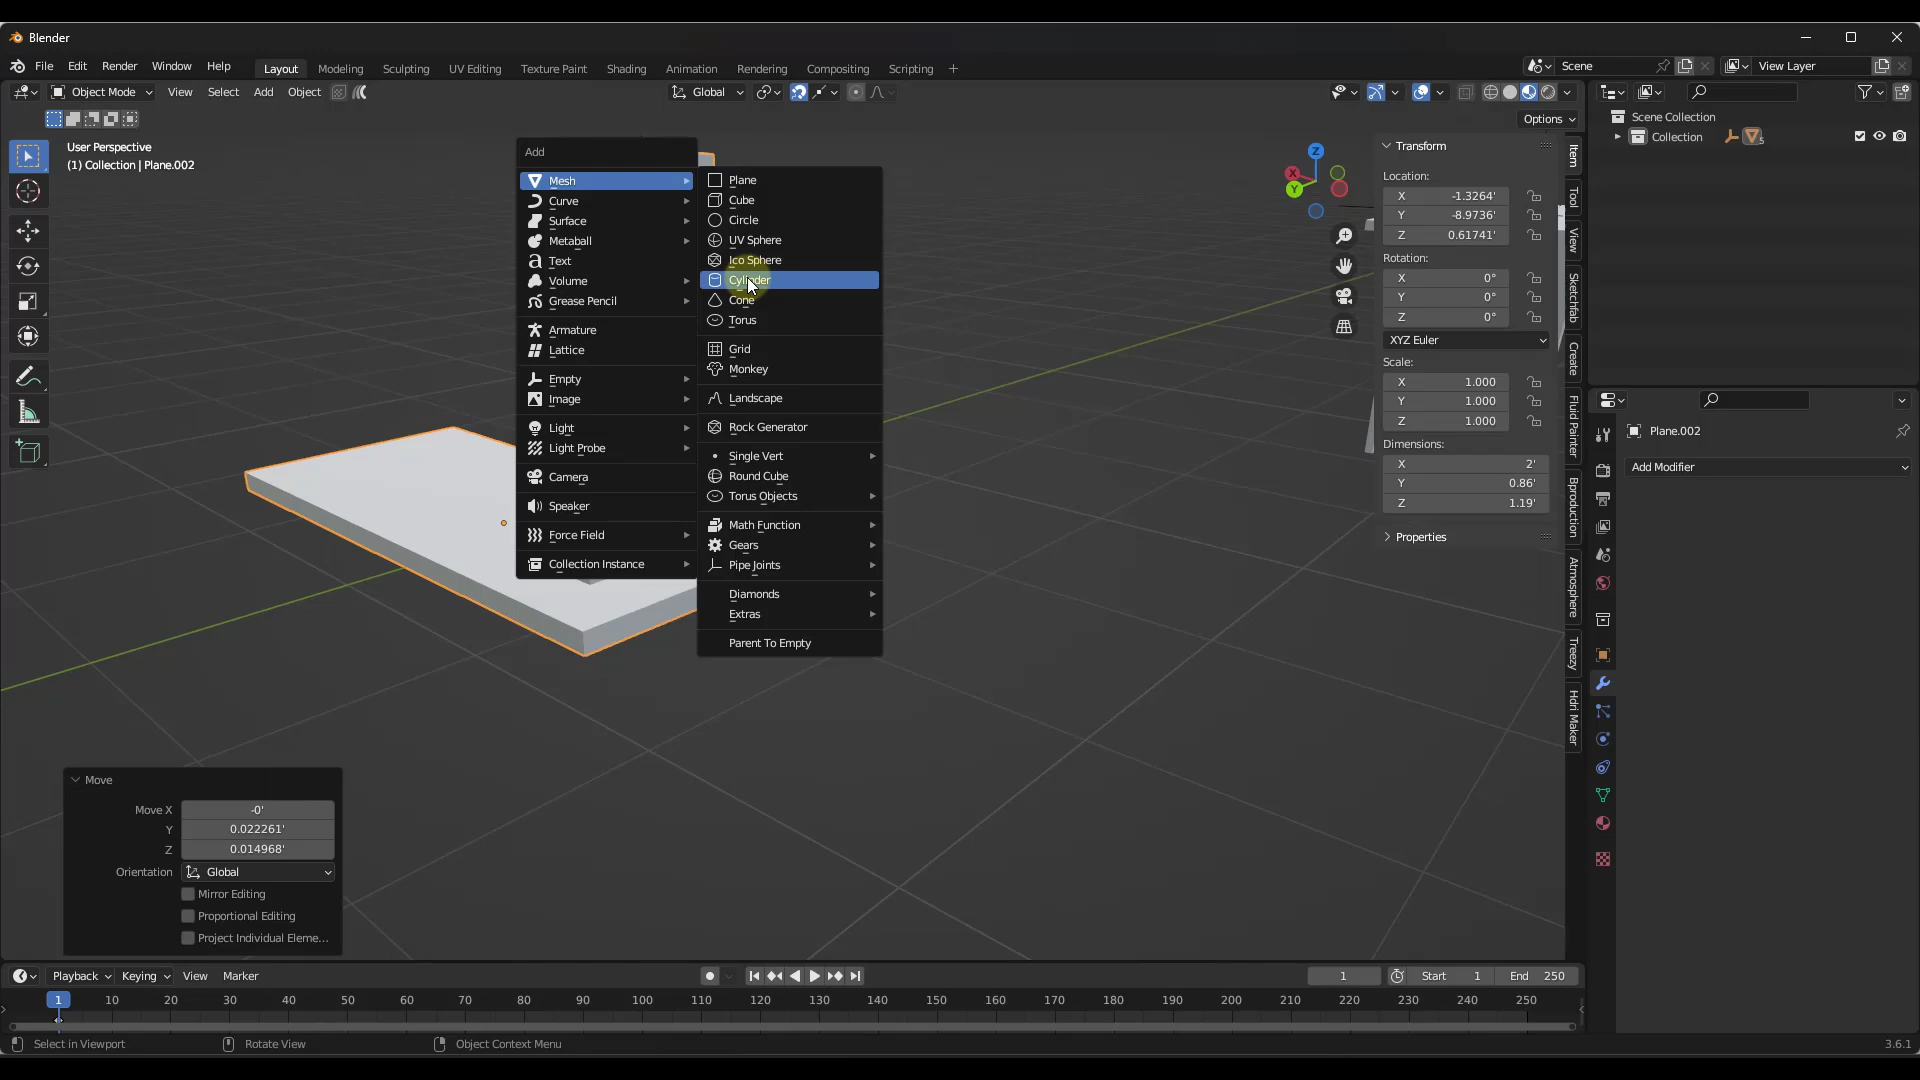 Blender
File Edit Render Window Help
Layout Modeling Sculpting UV Editing Texture Paint Shading Animation Rendering Compositing Scripting +
Scene
View Layer
Object Mode View Select Add Object
Global
Options
User Perspective
(1) Collection | Plane.002
Add
Mesh
Curve
Surface
Metaball
Text
Volume
Grease Pencil
Armature
Lattice
Empty
Image
Light
Light Probe
Camera
Speaker
Force Field
Collection Instance
Plane
Cube
Circle
UV Sphere
Ico Sphere
Cylinder
Cone
Torus
Grid
Monkey
Landscape
Rock Generator
Single Vert
Round Cube
Torus Objects
Math Function
Gears
Pipe Joints
Diamonds
Extras
Parent To Empty
Z
X
Y
Transform
Location:
X -1.3264'
Y -8.9736'
Z 0.61741'
Rotation:
X 0°
Y 0°
Z 0°
XYZ Euler
Scale:
X 1.000
Y 1.000
Z 1.000
Dimensions:
X 2'
Y 0.86'
Z 1.19'
Properties
Item
Tool
View
Sketchfab
Create
Fluid Painter
Bproduction
Atmosphere
Treezy
Hdri Maker
Scene Collection
Collection 5
Plane.002
Add Modifier
Move
Move X -0'
Y 0.022261'
Z 0.014968'
Orientation Global
Mirror Editing
Proportional Editing
Project Individual Eleme...
Playback Keying View Marker
1 Start 1 End 250
1 10 20 30 40 50 60 70 80 90 100 110 120 130 140 150 160 170 180 190 200 210 220 230 240 250
Select in Viewport Rotate View Object Context Menu
3.6.1